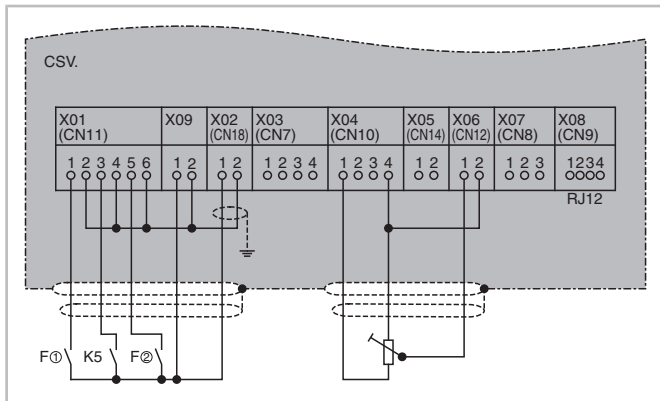 CSV.
X01 X09 X02 X03 X04 X05 X06 X07 X08
(CN11) (CN18) (CN7) (CN10) (CN14) (CN12) (CN8) (CN9)
1 2 3 4 5 6 1 2 1 2 1 2 3 4 1 2 3 4 1 2 1 2 1 2 3 1234
RJ12
F① K5 F②